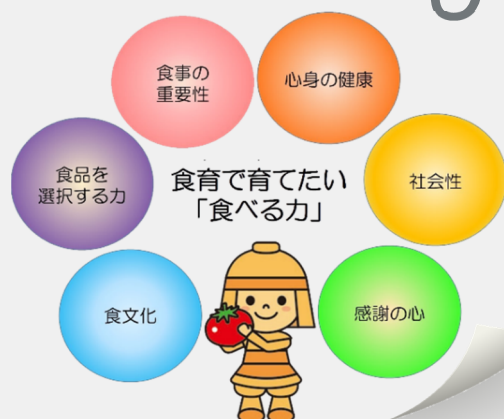 食事の
重要性
心身の健康
食品を
選択する力
食育で育てたい
「食べる力」
社会性
食文化
感謝の心